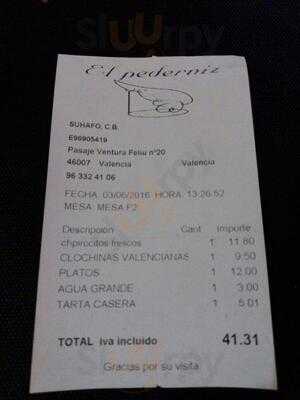 sluurpy
El pederniz
SUHAFO, C.B.
E96905419
Pasaje Ventura Feliu nº20
46007 Valencia Valencia
96 332 41 06
FECHA: 03/06/2016 HORA: 13:26:52
MESA: MESA F2
Descripcion Cant Importe
chpirocitos frescos 1 11.80
CLOCHINAS VALENCIANAS 1 9.50
PLATOS 1 12.00
AGUA GRANDE 1 3.00
TARTA CASERA 1 5.01
TOTAL iva incluido 41.31
Gracias por su visita